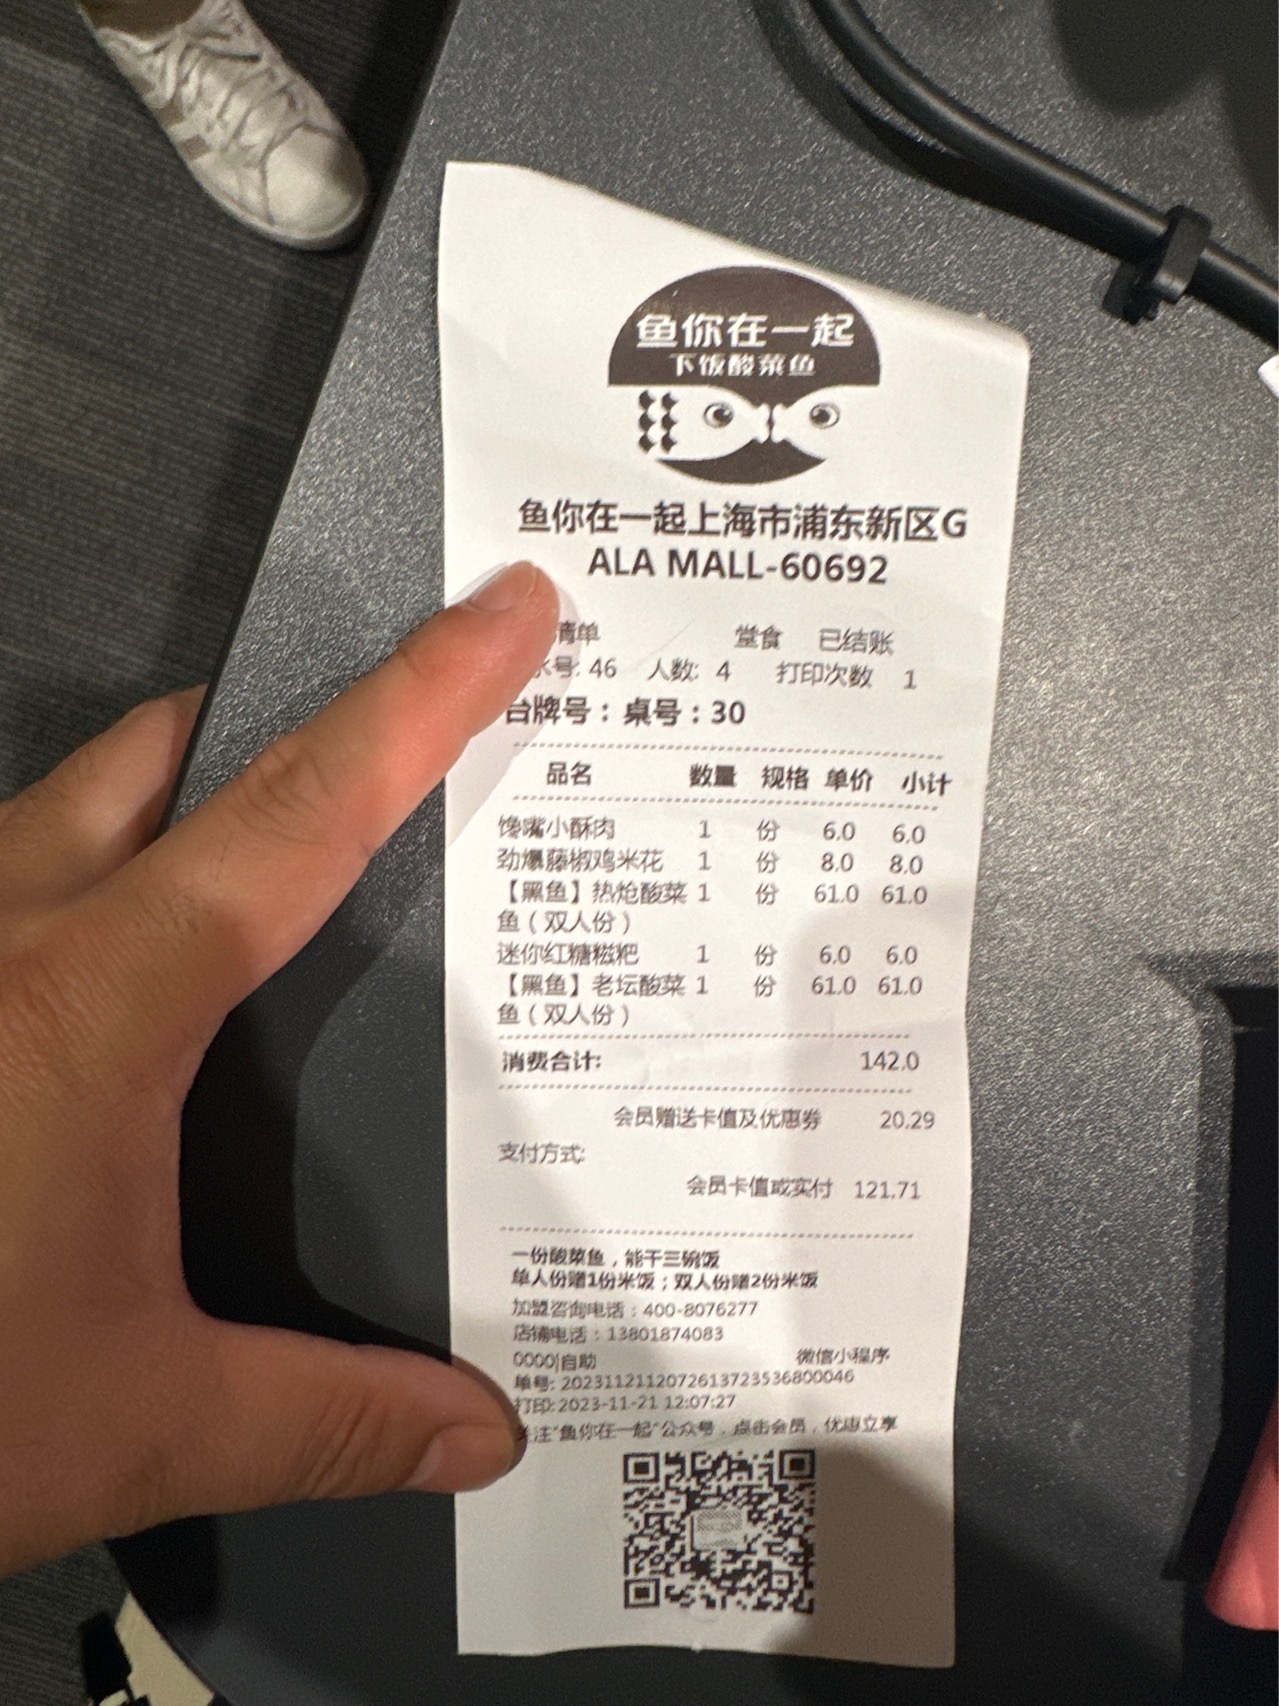 鱼你在一起
下饭酸菜鱼
鱼你在一起上海市浦东新区G
ALA MALL-60692
清单 堂食 已结账
水号: 46 人数: 4 打印次数 1
台牌号：桌号：30
品名 数量 规格 单价 小计
馋嘴小酥肉 1 份 6.0 6.0
劲爆藤椒鸡米花 1 份 8.0 8.0
【黑鱼】热炝酸菜 1 份 61.0 61.0
鱼（双人份）
迷你红糖糍粑 1 份 6.0 6.0
【黑鱼】老坛酸菜 1 份 61.0 61.0
鱼（双人份）
消费合计: 142.0
会员赠送卡值及优惠券 20.29
支付方式:
会员卡值或实付 121.71
一份酸菜鱼，能干三碗饭
单人份赠1份米饭；双人份赠2份米饭
加盟咨询电话：400-8076277
店铺电话：13801874083
0000|自助 微信小程序
单号: 2023112112072613723536800046
打印: 2023-11-21 12:07:27
关注"鱼你在一起"公众号，点击会员，优惠立享